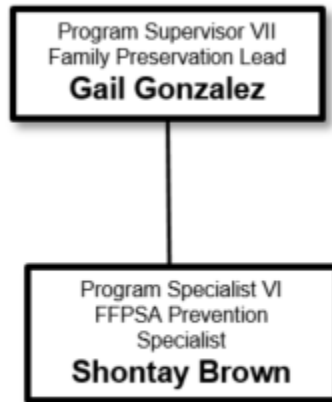 Program Supervisor VII
Family Preservation Lead
Gail Gonzalez
Program Specialist VI
FFPSA Prevention
Specialist
Shontay Brown